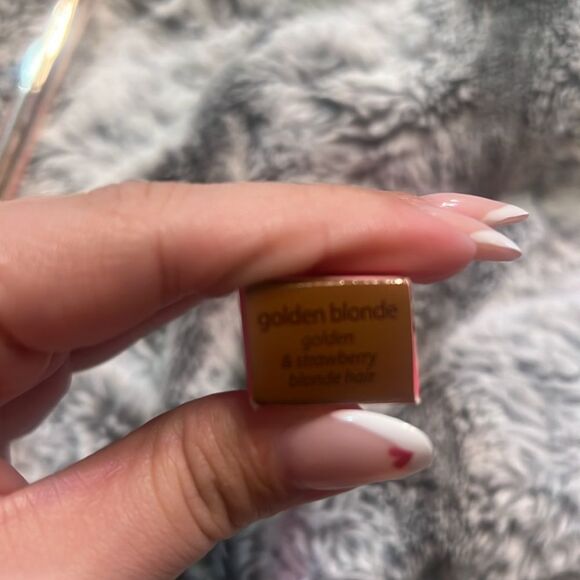 golden blonde
golden
& strawberry
blonde hair